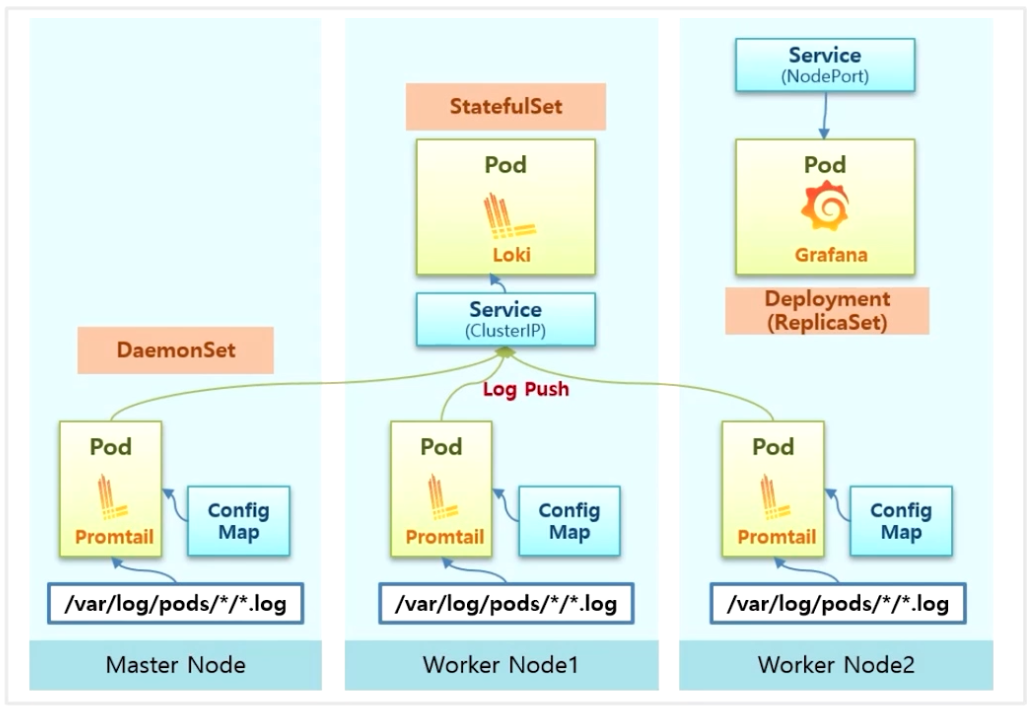 Service
(NodePort)
StatefulSet
Pod
Loki
Pod
Grafana
Service
(ClusterIP)
Deployment
(ReplicaSet)
DaemonSet
Log Push
Pod
Promtail
Config
Map
Pod
Promtail
Config
Map
Pod
Promtail
Config
Map
/var/log/pods/*/*.log
/var/log/pods/*/*.log
/var/log/pods/*/*.log
Master Node
Worker Node1
Worker Node2